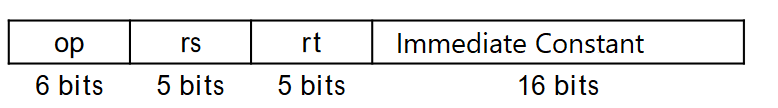 op rs rt Immediate Constant
6 bits 5 bits 5 bits 16 bits